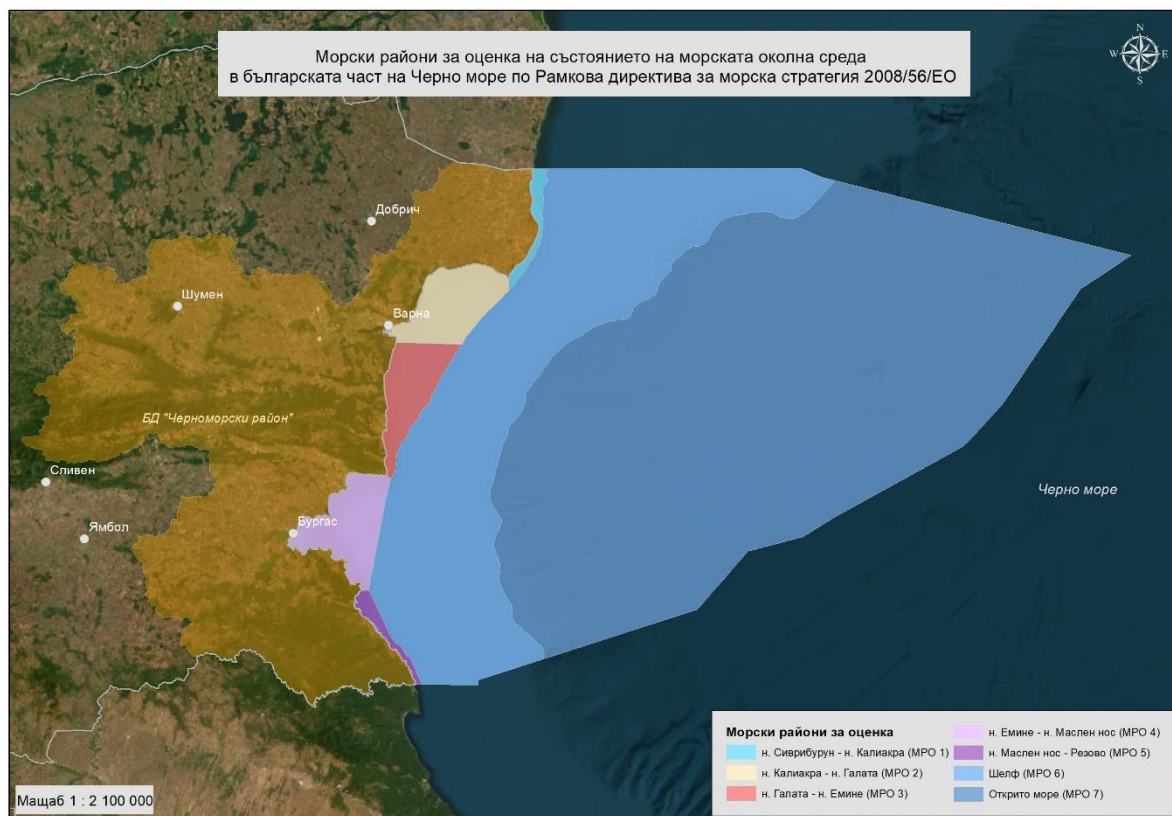 Морски райони за оценка на състоянието на морската околна среда
в българската част на Черно море по Рамкова директива за морска стратегия 2008/56/ЕО
N
W
E
S
Добрич
Шумен
Варна
БД "Черноморски район"
Сливен
Ямбол
Бургас
Черно море
Морски райони за оценка
н. Сиврибурун - н. Калиакра (МРО 1)
н. Калиакра - н. Галата (МРО 2)
н. Галата - н. Емине (МРО 3)
н. Емине - н. Маслен нос (МРО 4)
н. Маслен нос - Резово (МРО 5)
Шелф (МРО 6)
Открито море (МРО 7)
Мащаб 1 : 2 100 000